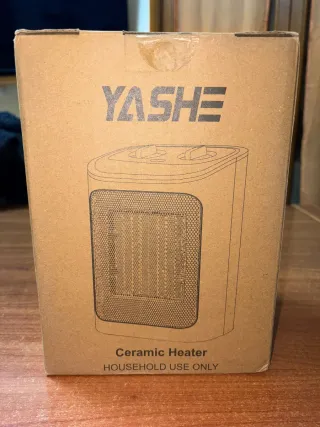 YASHE
Ceramic Heater
HOUSEHOLD USE ONLY